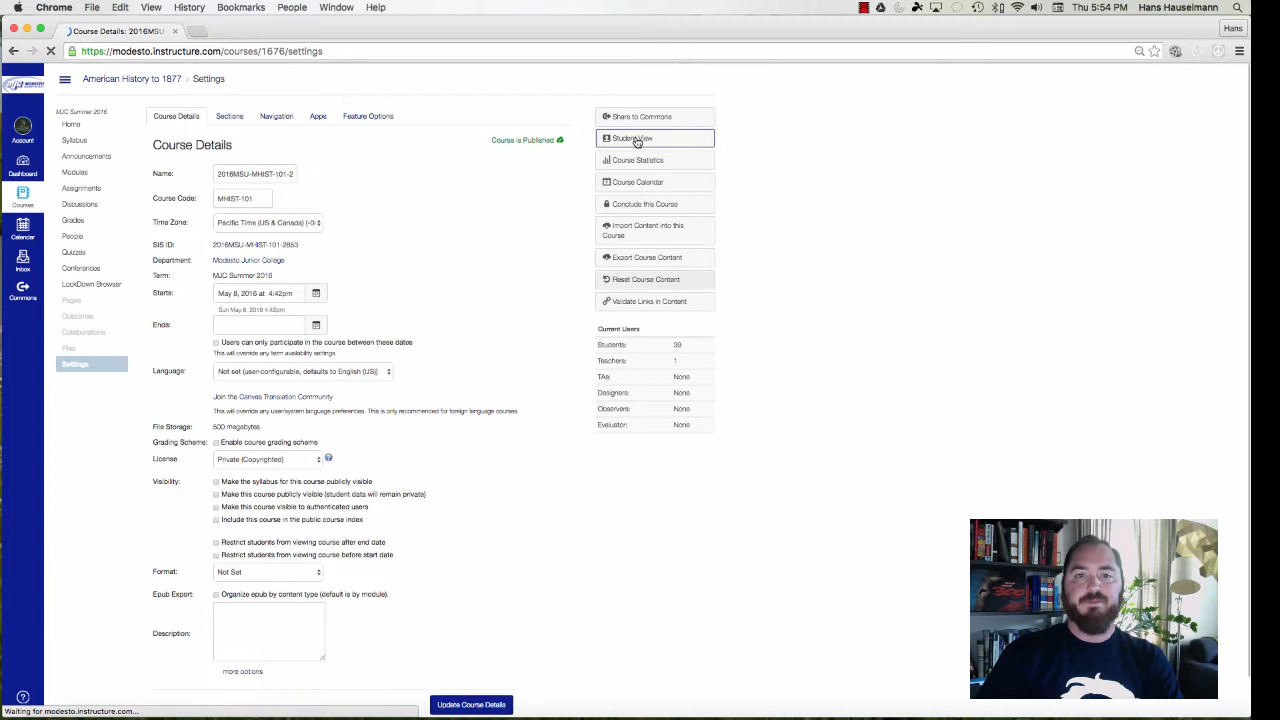 Chrome File Edit View History Bookmarks People Window Help
Thu 5:54 PM Hans Hauselmann
Course Details: 2016MSU-
Hans
https://modesto.instructure.com/courses/1676/settings
American History to 1877 > Settings
Account
Dashboard
Courses
Calendar
Inbox
Commons
MJC Summer 2016
Home
Syllabus
Announcements
Modules
Assignments
Discussions
Grades
People
Quizzes
Conferences
LockDown Browser
Pages
Outcomes
Collaborations
Files
Settings
Course Details Sections Navigation Apps Feature Options
Course Details
Course is Published
Name: 2016MSU-MHIST-101-2
Course Code: MHIST-101
Time Zone: Pacific Time (US & Canada) (-0
SIS ID: 2016MSU-MHIST-101-2853
Department: Modesto Junior College
Term: MJC Summer 2016
Starts: May 8, 2016 at 4:42pm
Sun May 8, 2016 4:42pm
Ends:
Users can only participate in the course between these dates
This will override any term availability settings.
Language: Not set (user-configurable, defaults to English (US))
Join the Canvas Translation Community
This will override any user/system language preferences. This is only recommended for foreign language courses
File Storage: 500 megabytes
Grading Scheme: Enable course grading scheme
License: Private (Copyrighted)
Visibility: Make the syllabus for this course publicly visible
Make this course publicly visible (student data will remain private)
Make this course visible to authenticated users
Include this course in the public course index
Restrict students from viewing course after end date
Restrict students from viewing course before start date
Format: Not Set
Epub Export: Organize epub by content type (default is by module).
Description:
more options
Update Course Details
Share to Commons
Student View
Course Statistics
Course Calendar
Conclude this Course
Import Content into this
Course
Export Course Content
Reset Course Content
Validate Links in Content
Current Users
Students: 39
Teachers: 1
TAs: None
Designers: None
Observers: None
Evaluator: None
Waiting for modesto.instructure.com...